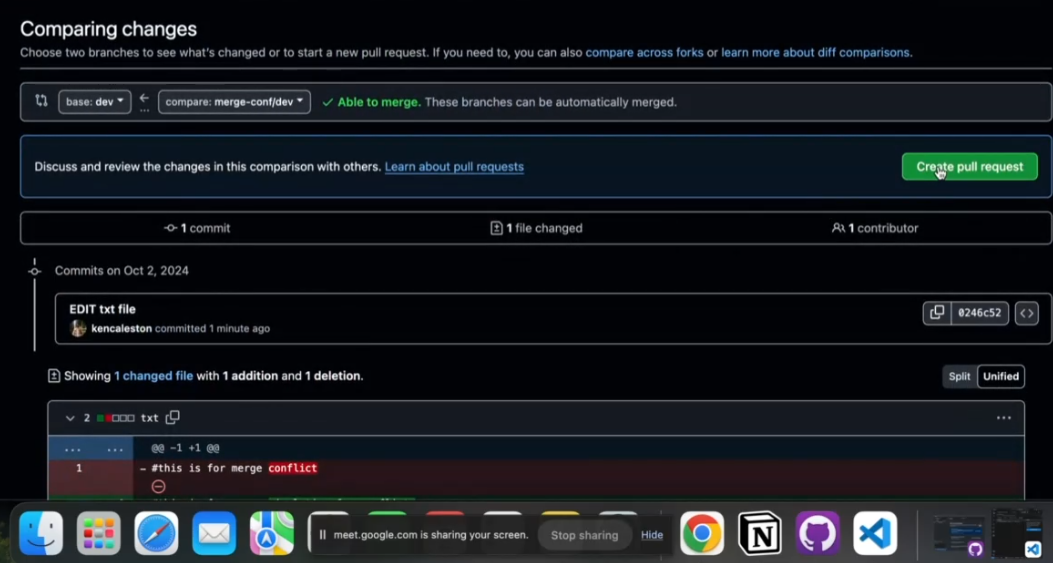 Comparing changes
Choose two branches to see what's changed or to start a new pull request. If you need to, you can also compare across forks or learn more about diff comparisons.
base: dev compare: merge-conf/dev Able to merge. These branches can be automatically merged.
Discuss and review the changes in this comparison with others. Learn about pull requests Create pull request
1 commit 1 file changed 1 contributor
Commits on Oct 2, 2024
EDIT txt file
kencaleston committed 1 minute ago 0246c52
Showing 1 changed file with 1 addition and 1 deletion. Split Unified
2 txt
@@ -1 +1 @@
1 - #this is for merge conflict
meet.google.com is sharing your screen. Stop sharing Hide